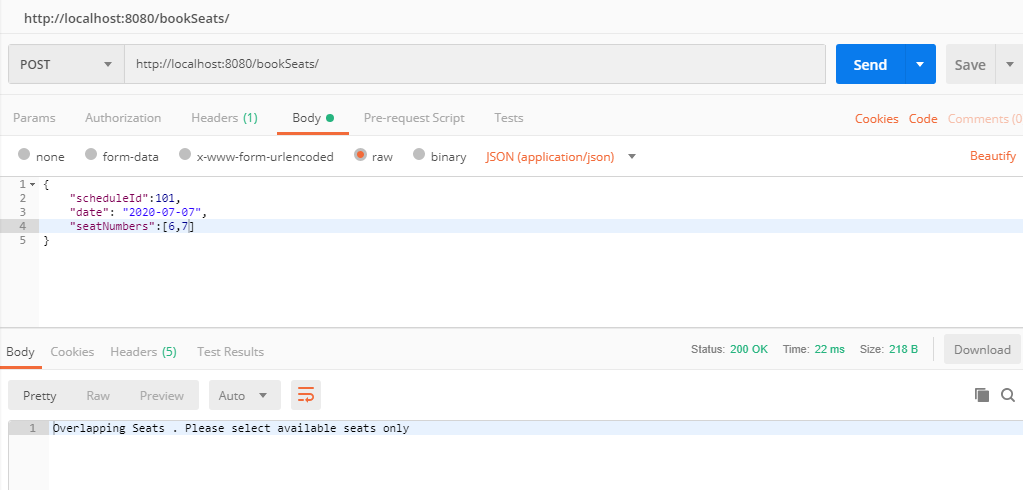 http://localhost:8080/bookSeats/
POST http://localhost:8080/bookSeats/ Send Save
Params Authorization Headers (1) Body Pre-request Script Tests Cookies Code Comments (0
none form-data x-www-form-urlencoded raw binary JSON (application/json) Beautify
1 {
2 "scheduleId":101,
3 "date": "2020-07-07",
4 "seatNumbers":[6,7]
5 }
Body Cookies Headers (5) Test Results Status: 200 OK Time: 22 ms Size: 218 B Download
Pretty Raw Preview Auto
1 Overlapping Seats . Please select available seats only